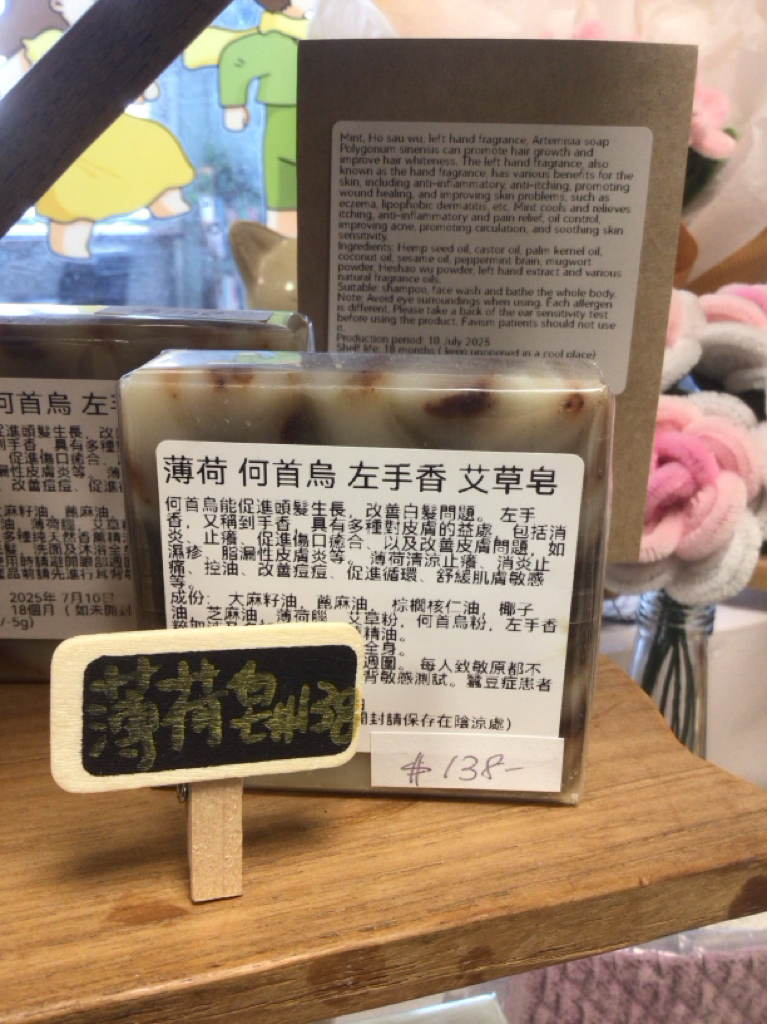 Mint, Ho sau wu, left hand fragrance, Artemisia soap
Polygonum sinensis can promote hair growth and
improve hair whiteness. The left hand fragrance, also
known as the hand fragrance, has various benefits for the
skin, including anti-inflammatory, anti-itching, promoting
wound healing, and improving skin problems, such as
eczema, lipophobic dermatitis, etc. Mint cools and relieves
itching, anti-inflammatory and pain relief, oil control,
improving acne, promoting circulation, and soothing skin
sensitivity.
Ingredients: Hemp seed oil, castor oil, palm kernel oil,
coconut oil, sesame oil, peppermint brain, mugwort
powder, Heshao wu powder, left hand extract and various
natural fragrance oils.
Suitable: shampoo, face wash and bathe the whole body.
Note: Avoid eye surroundings when using. Each allergen
is different. Please take a back of the ear sensitivity test
before using the product. Favism patients should not use
it.
Production period: 10 july 2025
Shelf life: 18 months ( keep unopened in a cool place)
何首烏 左
2025年 7月10日
18個月 ( 如未開封
/-5g)
薄荷 何首烏 左手香 艾草皂
何首烏能促進頭髮生長，改善白髮問題。 左手
香，又稱到手香，具有多種對皮膚的益處，包括消
炎、止癢、促進傷口癒合、以及改善皮膚問題，如
濕疹，脂漏性皮膚炎等。 薄荷清涼止癢、消炎止
痛、控油、改善痘痘、促進循環、舒緩肌膚敏感
等。
成份： 大麻籽油，蓖麻油， 棕櫚核仁油，椰子
油，芝麻油，薄荷腦，艾草粉，何首烏粉，左手香
精油。
全身。
週圍。 每人致敏原都不
背敏感測試。蠶豆症患者
封請保存在陰涼處)
薄荷皂$138
$138-